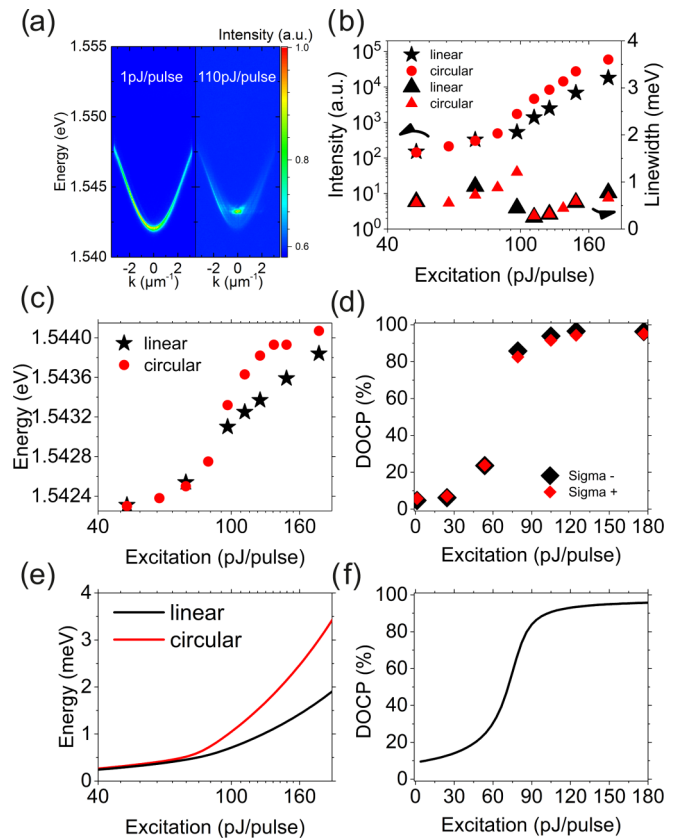 (a)
Intensity (a.u.)
1.555
1.550
1.545
1.540
Energy (eV)
1pJ/pulse
110pJ/pulse
1.0
0.9
0.8
0.7
0.6
-2 0 2
-2 0 2
k (µm⁻¹)
k (µm⁻¹)
(b)
10⁵
10⁴
10³
10²
10¹
10⁰
Intensity (a.u.)
linear
circular
linear
circular
4
3
2
1
0
Linewidth (meV)
40
100
160
Excitation (pJ/pulse)
(c)
1.5440
1.5436
1.5432
1.5428
1.5424
Energy (eV)
linear
circular
40
100
160
Excitation (pJ/pulse)
(d)
100
80
60
40
20
0
DOCP (%)
Sigma -
Sigma +
0 30 60 90 120 150 180
Excitation (pJ/pulse)
(e)
4
3
2
1
0
Energy (meV)
linear
circular
40
100
160
Excitation (pJ/pulse)
(f)
100
80
60
40
20
0
DOCP (%)
0 30 60 90 120 150 180
Excitation (pJ/pulse)